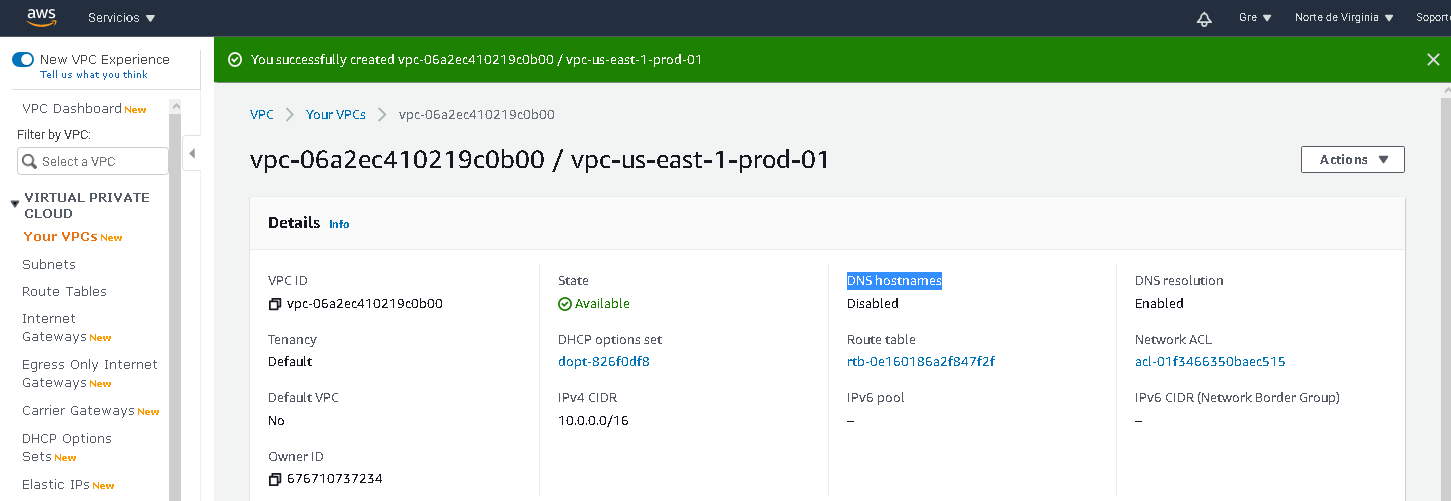 aws
Servicios
Gre
Norte de Virginia
Soport
New VPC Experience
Tell us what you think
VPC Dashboard New
Filter by VPC:
Select a VPC
VIRTUAL PRIVATE
CLOUD
Your VPCs New
Subnets
Route Tables
Internet
Gateways New
Egress Only Internet
Gateways New
Carrier Gateways New
DHCP Options
Sets New
Elastic IPs New
You successfully created vpc-06a2ec410219c0b00 / vpc-us-east-1-prod-01
VPC
Your VPCs
vpc-06a2ec410219c0b00
vpc-06a2ec410219c0b00 / vpc-us-east-1-prod-01
Actions
Details Info
VPC ID
vpc-06a2ec410219c0b00
State
Available
DNS hostnames
Disabled
DNS resolution
Enabled
Tenancy
Default
DHCP options set
dopt-826f0df8
Route table
rtb-0e160186a2f847f2f
Network ACL
acl-01f3466350baec515
Default VPC
No
IPv4 CIDR
10.0.0.0/16
IPv6 pool
–
IPv6 CIDR (Network Border Group)
–
Owner ID
676710737234